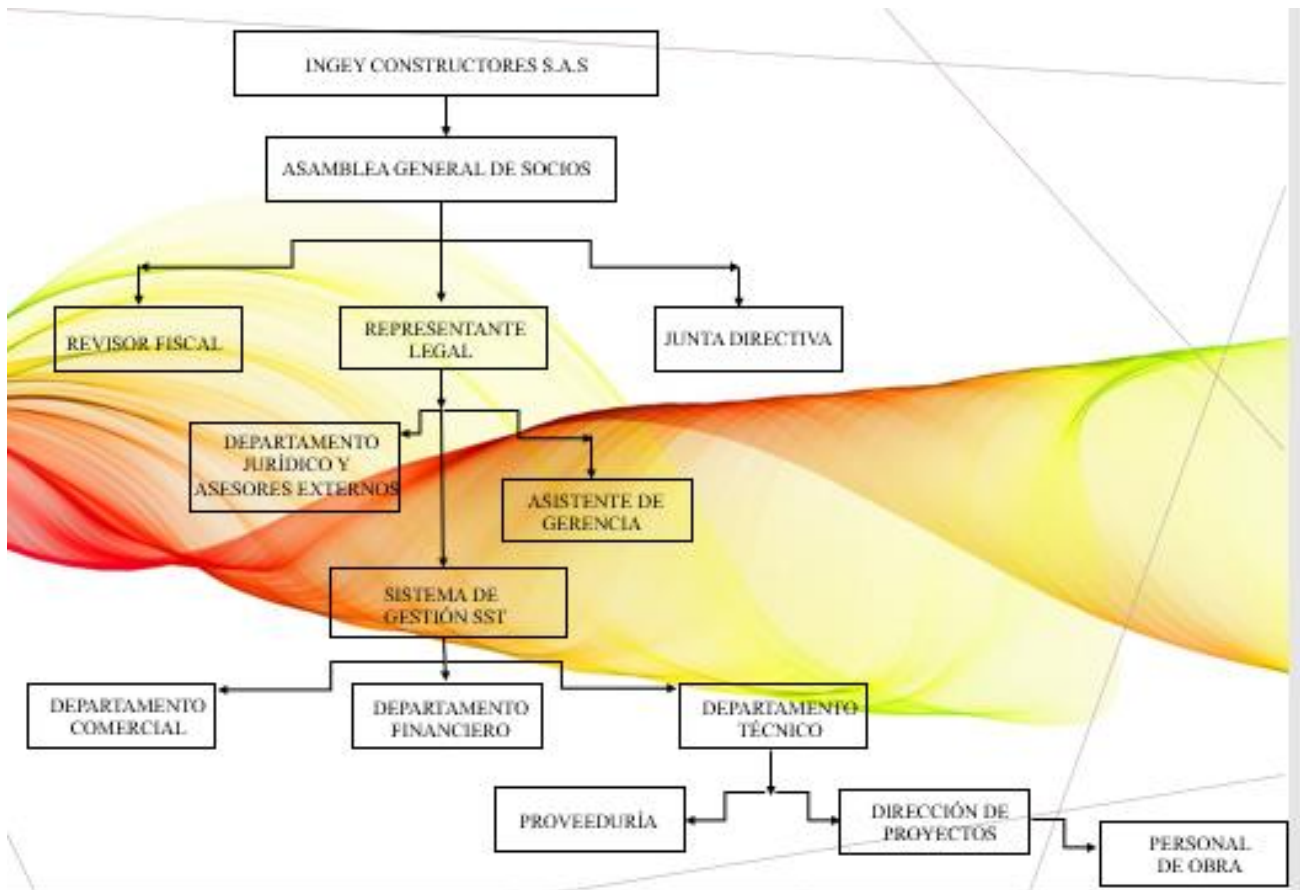 INGEY CONSTRUCTORES S.A.S
ASAMBLEA GENERAL DE SOCIOS
REVISOR FISCAL
REPRESENTANTE
LEGAL
JUNTA DIRECTIVA
DEPARTAMENTO
JURÍDICO Y
ASESORES EXTERNOS
ASISTENTE DE
GERENCIA
SISTEMA DE
GESTIÓN SST
DEPARTAMENTO
COMERCIAL
DEPARTAMENTO
FINANCIERO
DEPARTAMENTO
TÉCNICO
PROVEEDURÍA
DIRECCIÓN DE
PROYECTOS
PERSONAL
DE OBRA